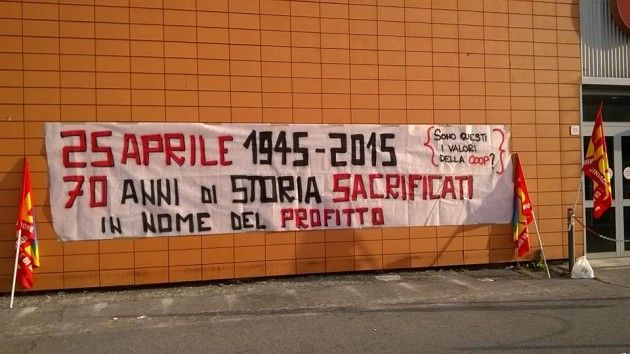 25 APRILE 1945-2015
70 ANNI DI STORIA SACRIFICATI
IN NOME DEL PROFITTO
{SONO QUESTI
I VALORI
DELLA COOP?}